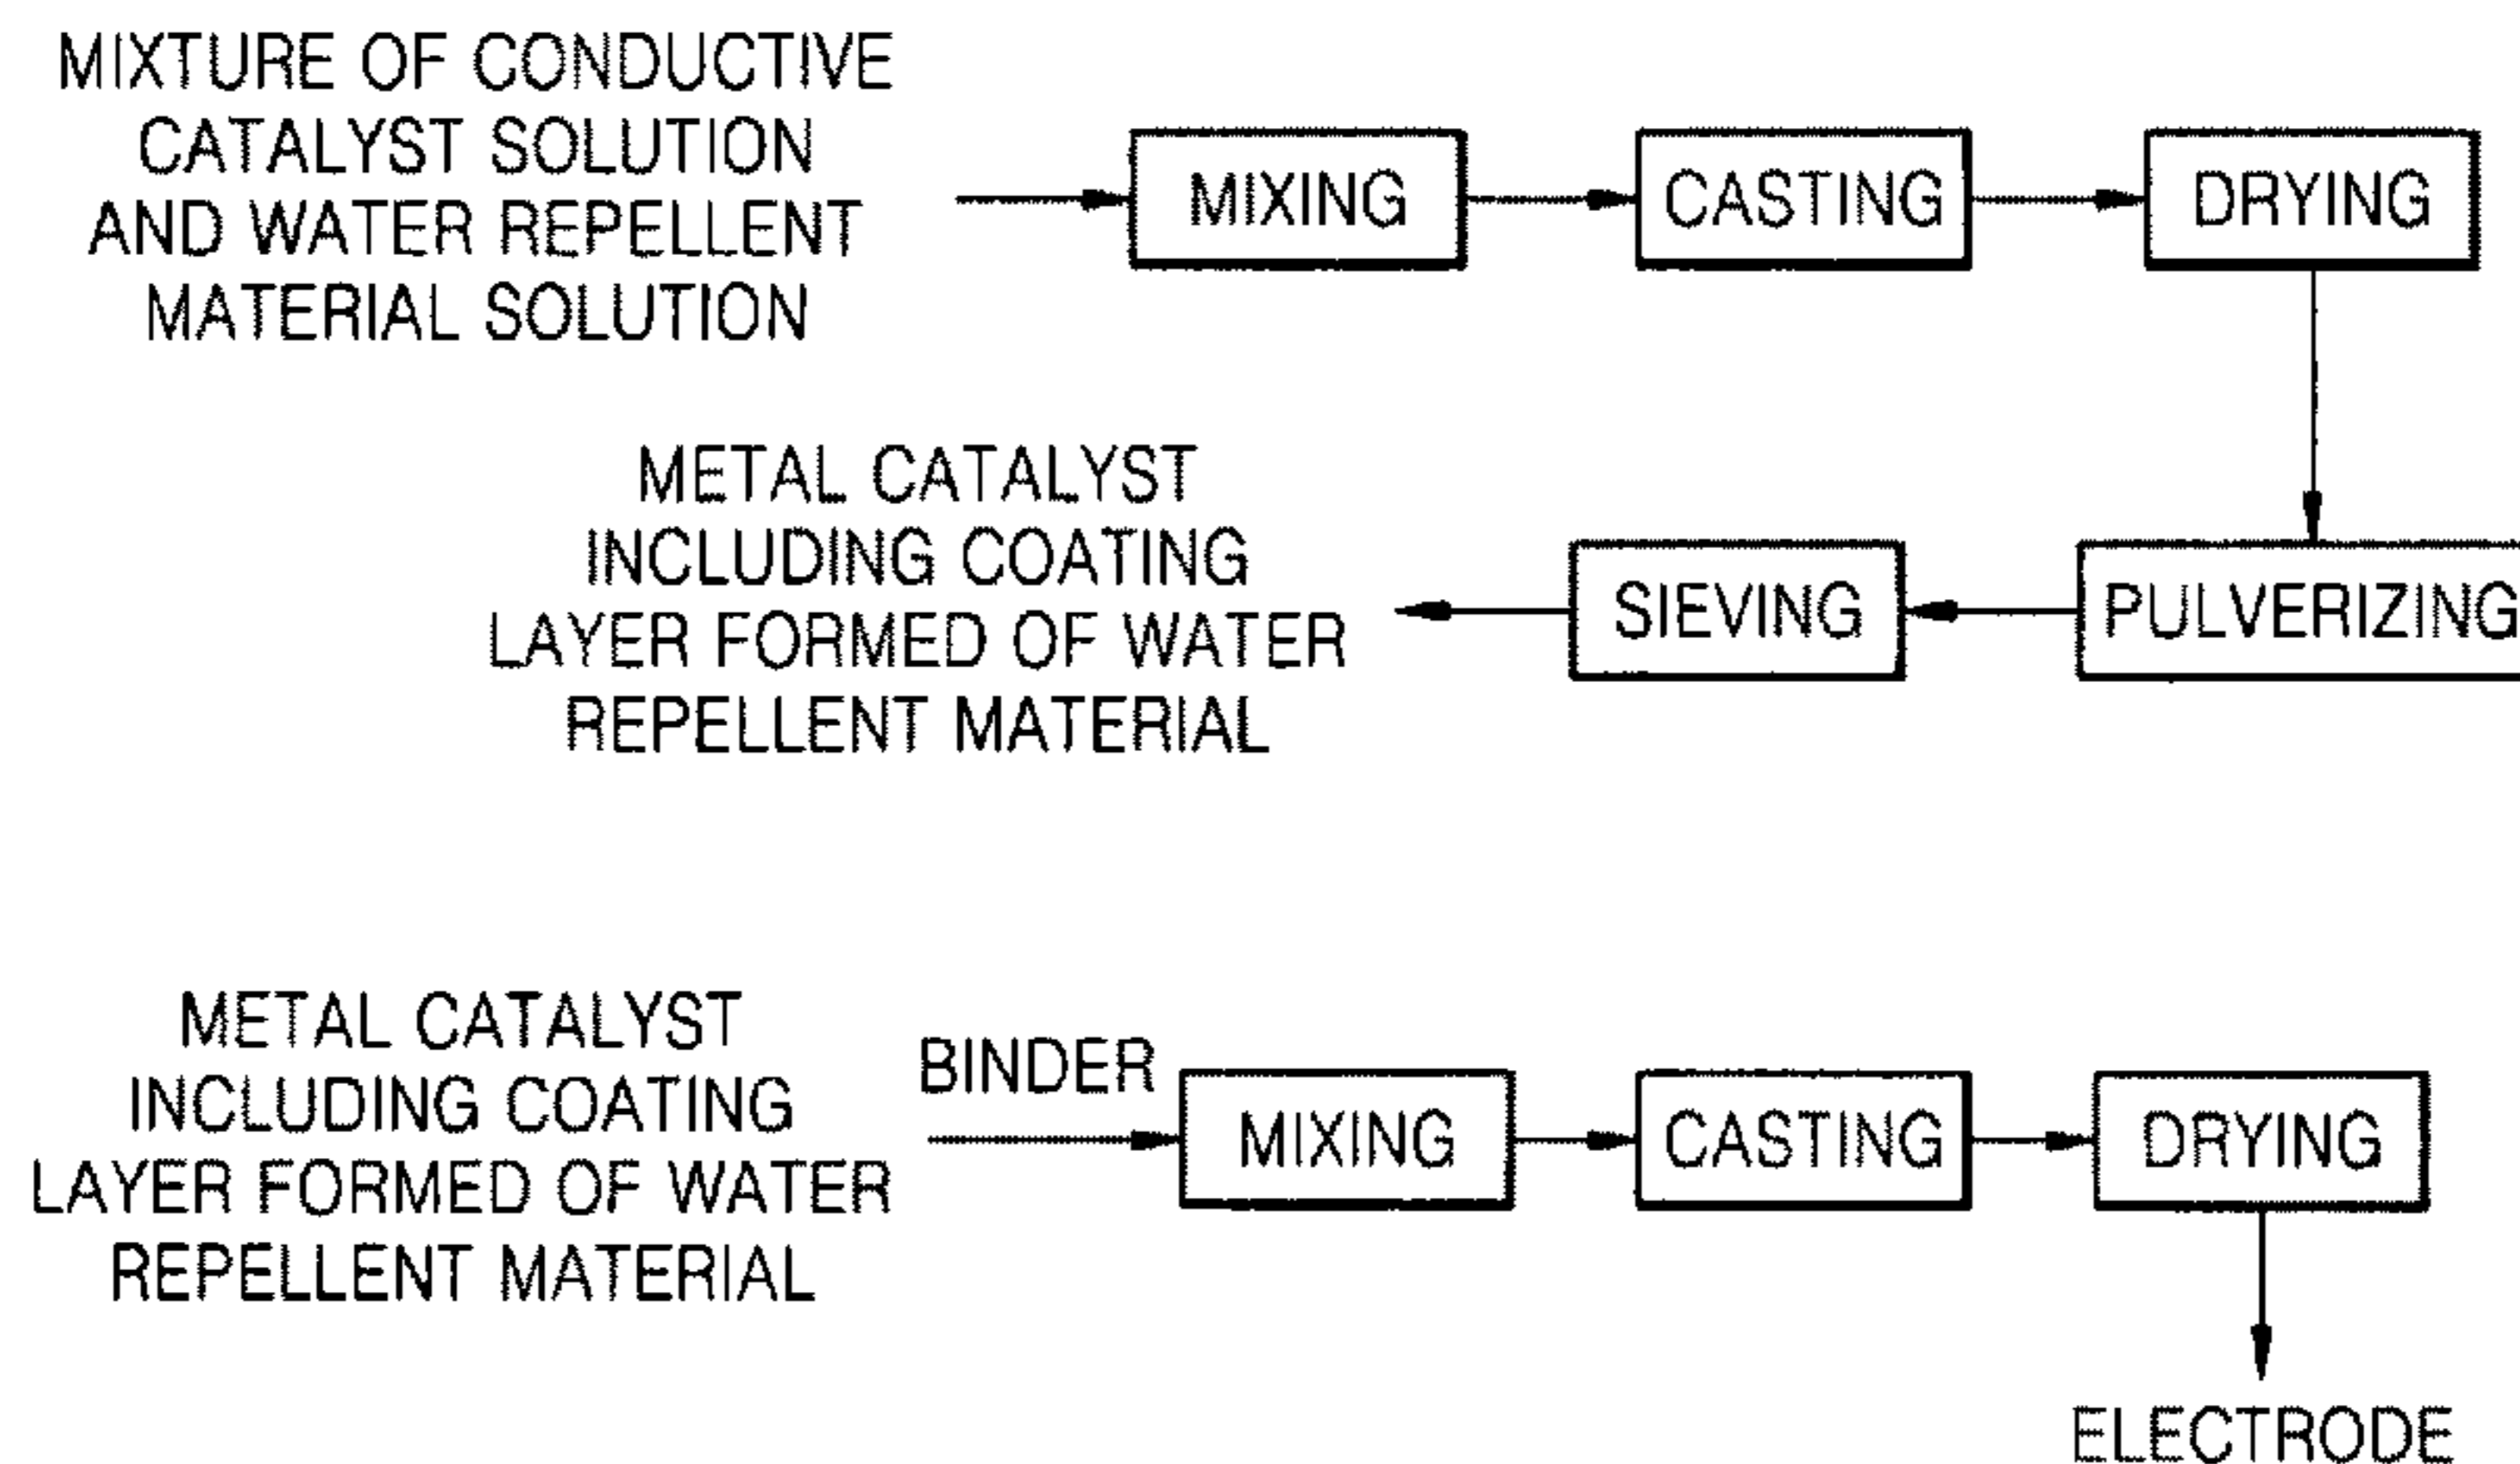 MIXTURE OF CONDUCTIVE
CATALYST SOLUTION
AND WATER REPELLENT
MATERIAL SOLUTION
MIXING
CASTING
DRYING
PULVERIZING
SIEVING
METAL CATALYST
INCLUDING COATING
LAYER FORMED OF WATER
REPELLENT MATERIAL
METAL CATALYST
INCLUDING COATING
LAYER FORMED OF WATER
REPELLENT MATERIAL
BINDER
MIXING
CASTING
DRYING
ELECTRODE